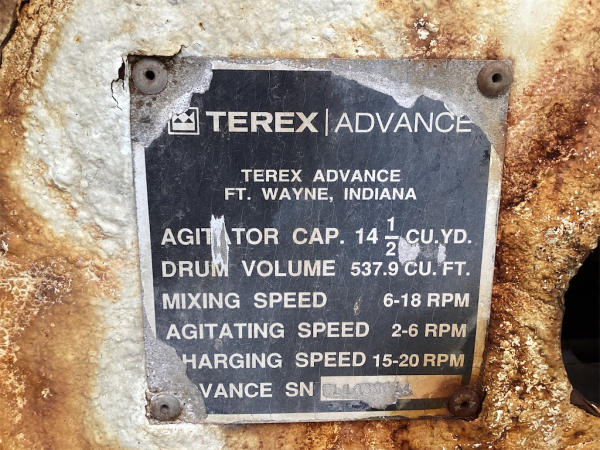 TEREX | ADVANCE
TEREX ADVANCE
FT. WAYNE, INDIANA
AGITATOR CAP. 14 1/2 CU.YD.
DRUM VOLUME 537.9 CU. FT.
MIXING SPEED 6-18 RPM
AGITATING SPEED 2-6 RPM
CHARGING SPEED 15-20 RPM
VANCE SN